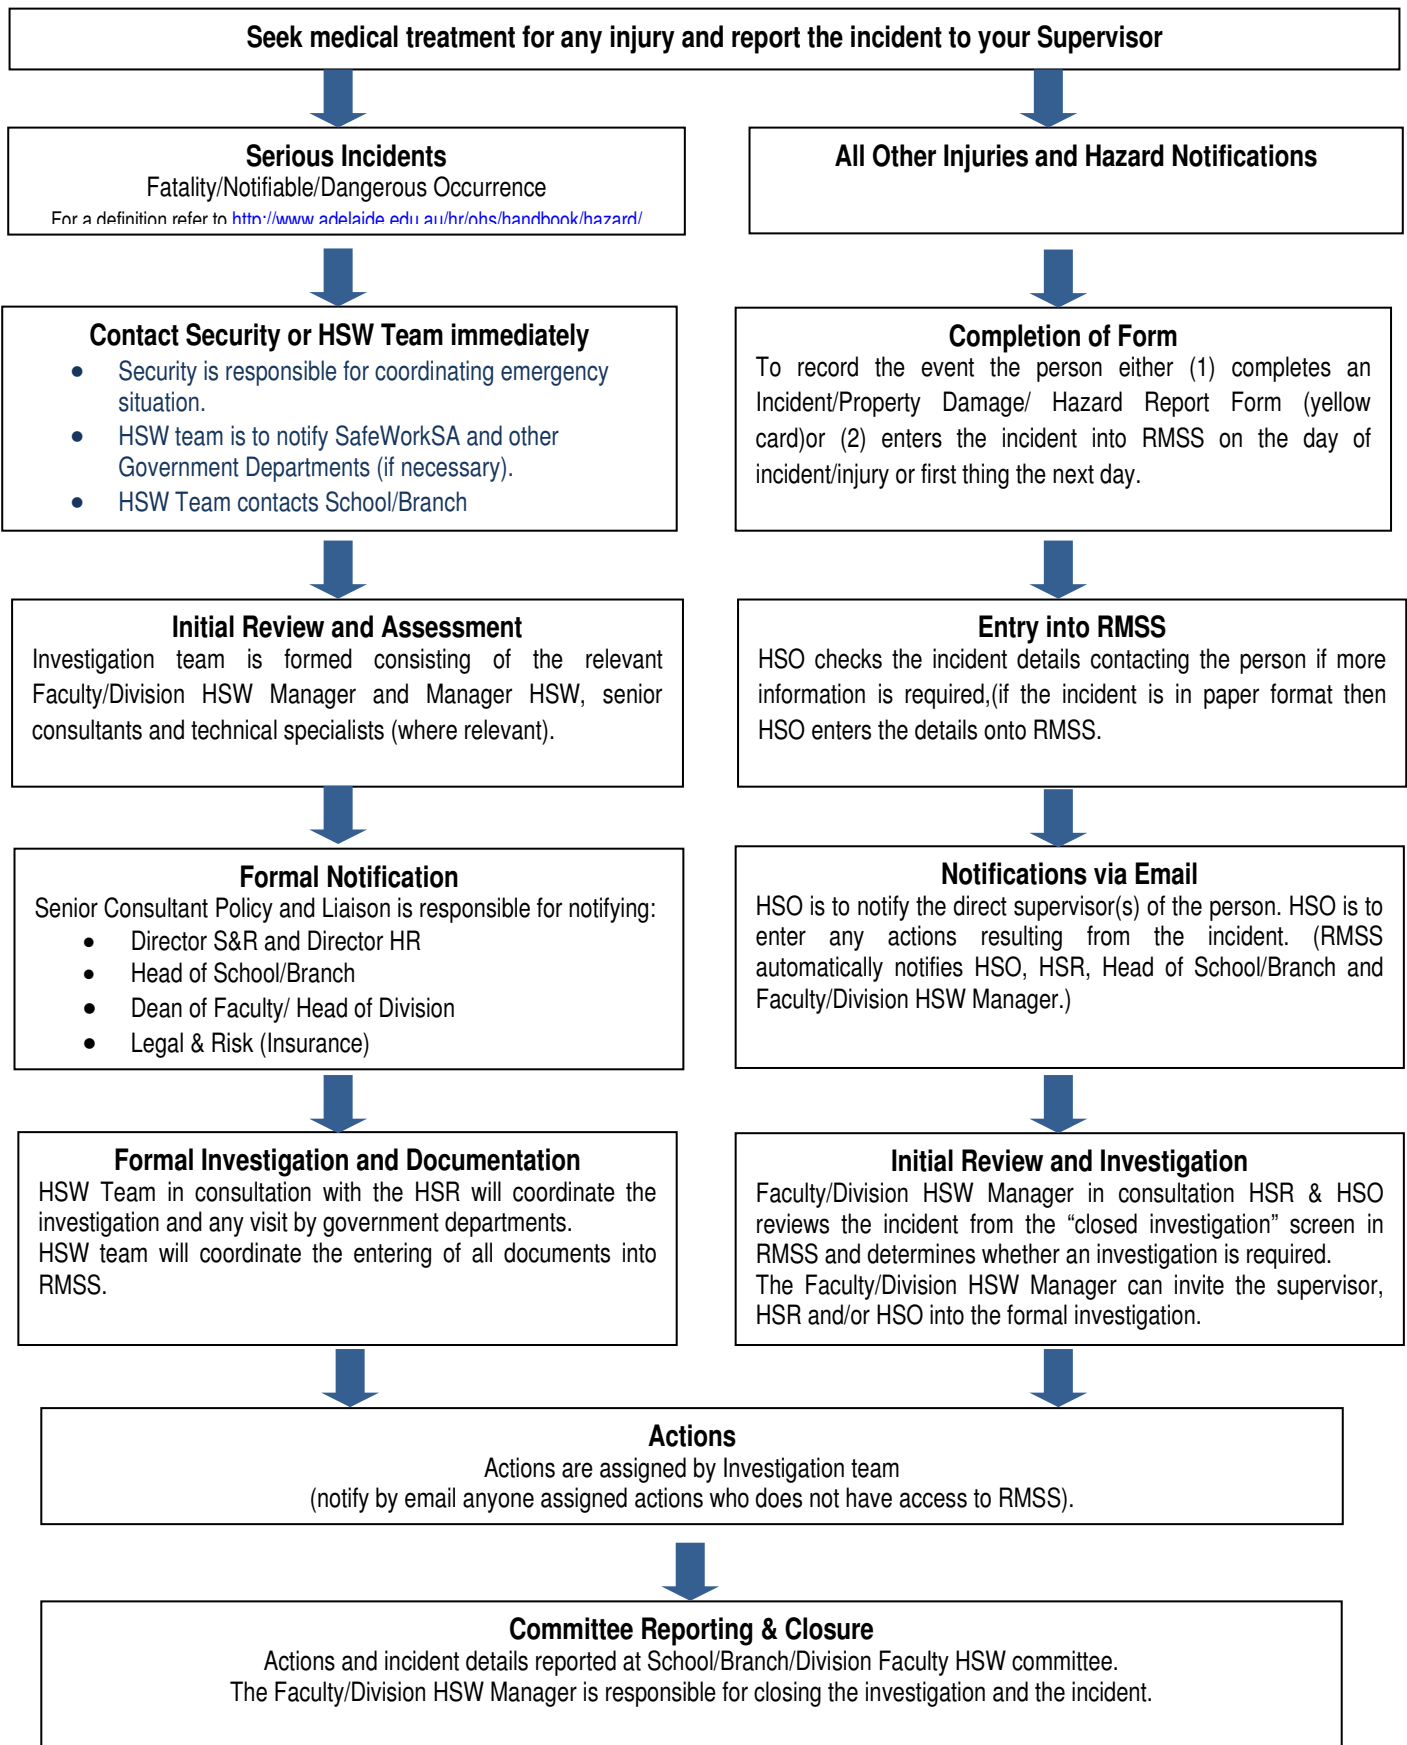 Seek medical treatment for any injury and report the incident to your Supervisor
Serious Incidents
Fatality/Notifiable/Dangerous Occurrence
For a definition refer to http://www.adelaide.edu.au/hr/ohs/handbook/hazard/
Contact Security or HSW Team immediately
• Security is responsible for coordinating emergency
situation.
• HSW team is to notify SafeWorkSA and other
Government Departments (if necessary).
• HSW Team contacts School/Branch
Initial Review and Assessment
Investigation team is formed consisting of the relevant
Faculty/Division HSW Manager and Manager HSW, senior
consultants and technical specialists (where relevant).
Formal Notification
Senior Consultant Policy and Liaison is responsible for notifying:
• Director S&R and Director HR
• Head of School/Branch
• Dean of Faculty/ Head of Division
• Legal & Risk (Insurance)
Formal Investigation and Documentation
HSW Team in consultation with the HSR will coordinate the
investigation and any visit by government departments.
HSW team will coordinate the entering of all documents into
RMSS.
All Other Injuries and Hazard Notifications
Completion of Form
To record the event the person either (1) completes an
Incident/Property Damage/ Hazard Report Form (yellow
card)or (2) enters the incident into RMSS on the day of
incident/injury or first thing the next day.
Entry into RMSS
HSO checks the incident details contacting the person if more
information is required,(if the incident is in paper format then
HSO enters the details onto RMSS.
Notifications via Email
HSO is to notify the direct supervisor(s) of the person. HSO is to
enter any actions resulting from the incident. (RMSS
automatically notifies HSO, HSR, Head of School/Branch and
Faculty/Division HSW Manager.)
Initial Review and Investigation
Faculty/Division HSW Manager in consultation HSR & HSO
reviews the incident from the “closed investigation” screen in
RMSS and determines whether an investigation is required.
The Faculty/Division HSW Manager can invite the supervisor,
HSR and/or HSO into the formal investigation.
Actions
Actions are assigned by Investigation team
(notify by email anyone assigned actions who does not have access to RMSS).
Committee Reporting & Closure
Actions and incident details reported at School/Branch/Division Faculty HSW committee.
The Faculty/Division HSW Manager is responsible for closing the investigation and the incident.